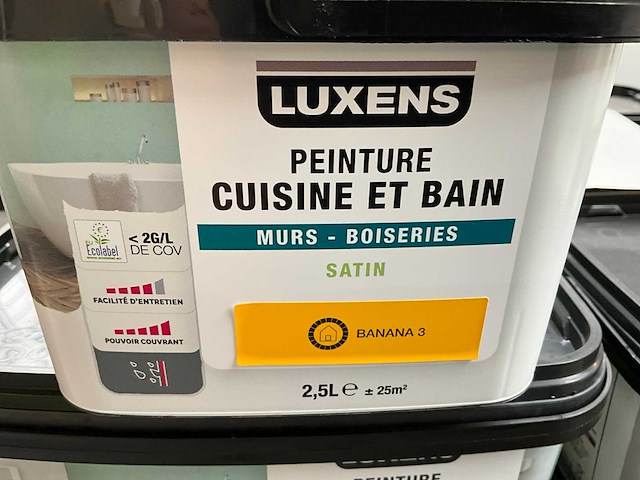 LUXENS
PEINTURE
CUISINE ET BAIN
MURS - BOISERIES
SATIN
Ecolabel
< 2G/L
DE COV
FACILITÉ D'ENTRETIEN
POUVOIR COUVRANT
BANANA 3
2,5L e ± 25m²
LUXENS
PEINTURE